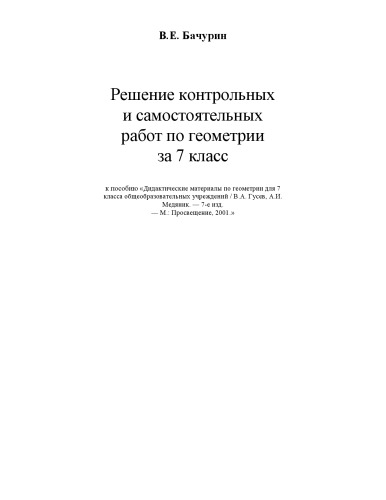 В.Е. Бачурин
Решение контрольных
и самостоятельных
работ по геометрии
за 7 класс
к пособию «Дидактические материалы по геометрии для 7
класса общеобразовательных учреждений / В.А. Гусев, А.И.
Медяник. — 7-е изд.
— М.: Просвещение, 2001.»